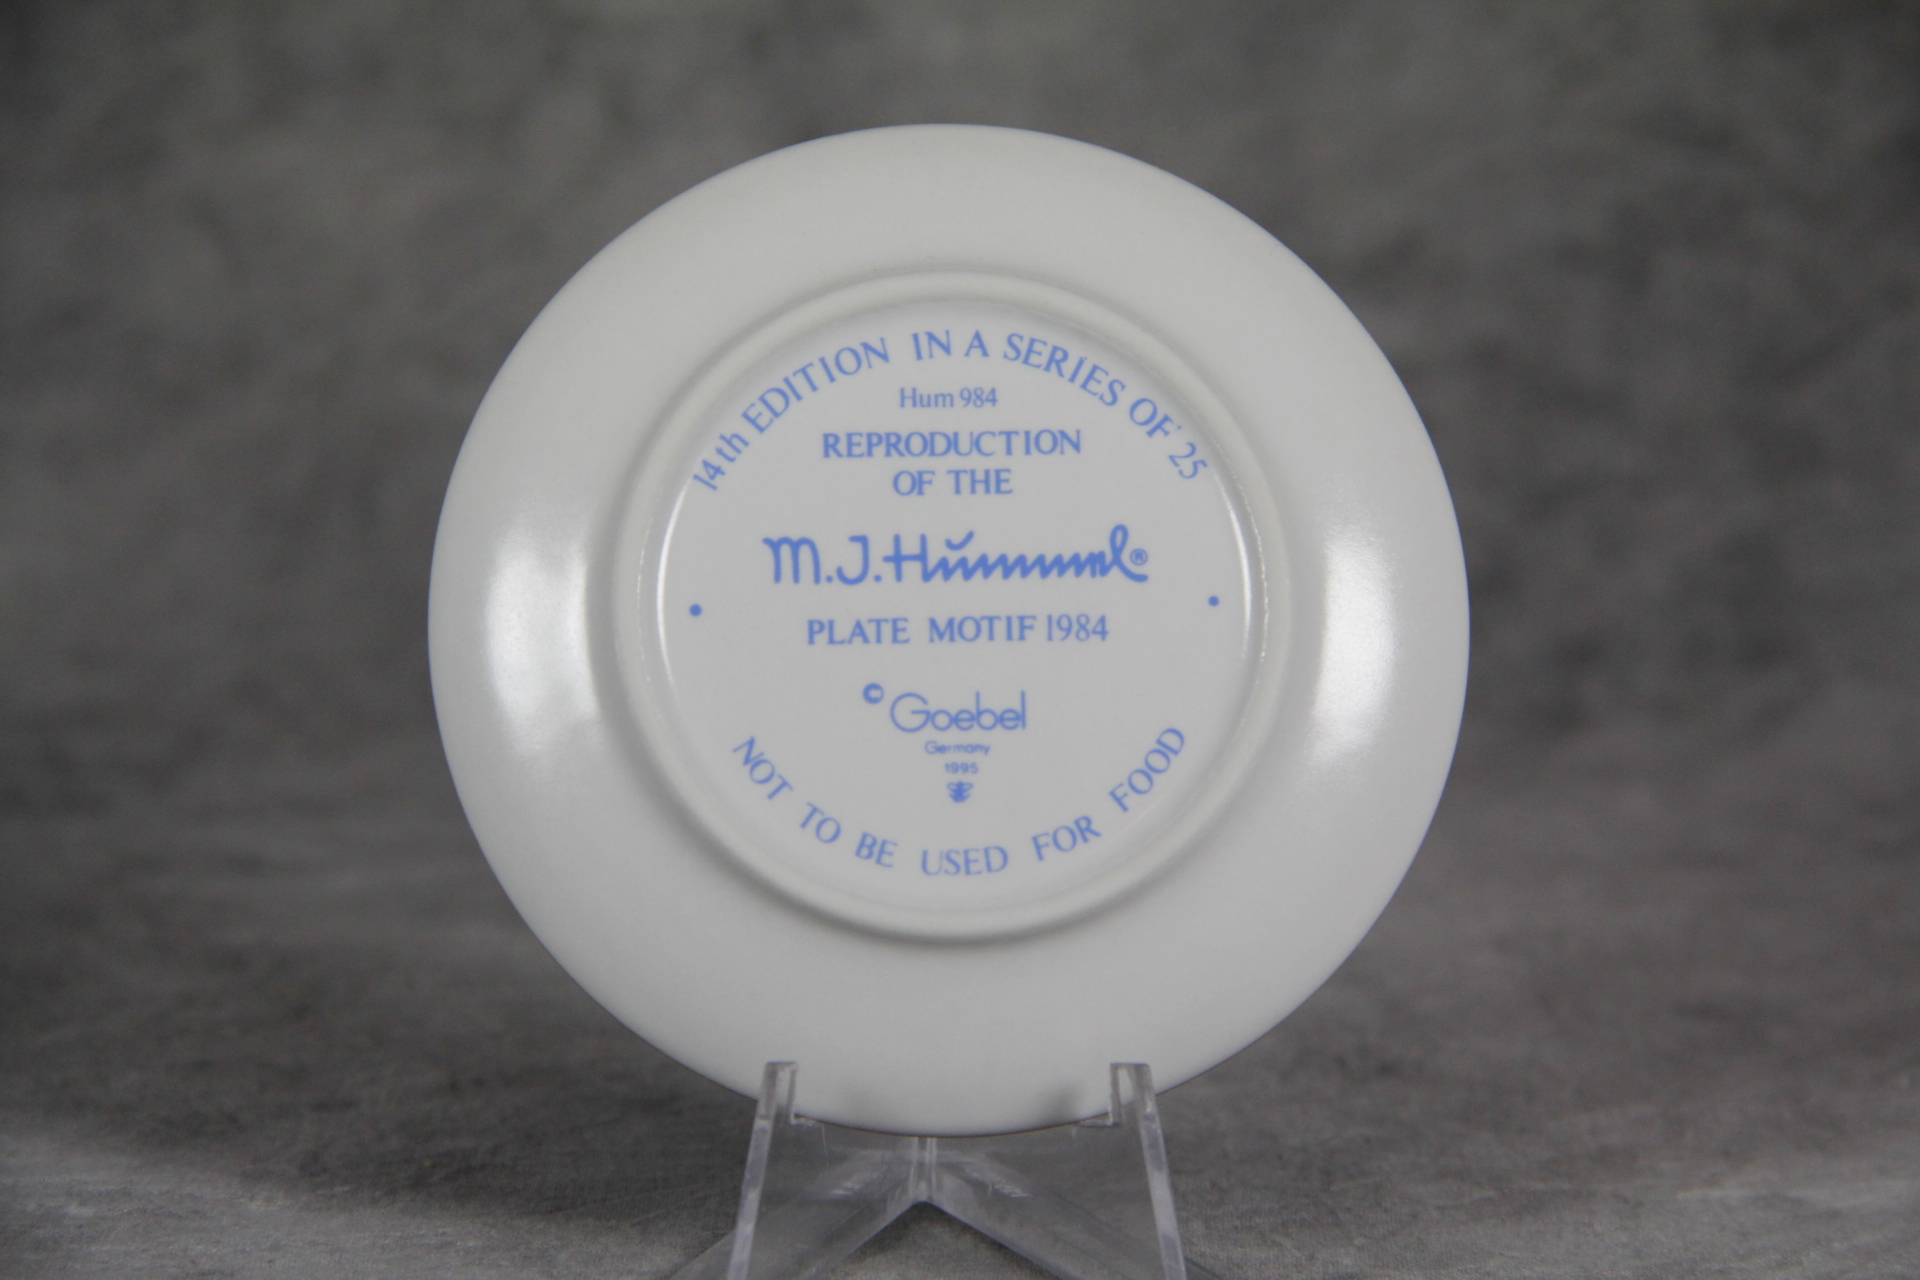 14th EDITION IN A SERIES OF 25
Hum 984
REPRODUCTION
OF THE
M.J.Hummel®
PLATE MOTIF 1984
© Goebel
Germany
1995
NOT TO BE USED FOR FOOD